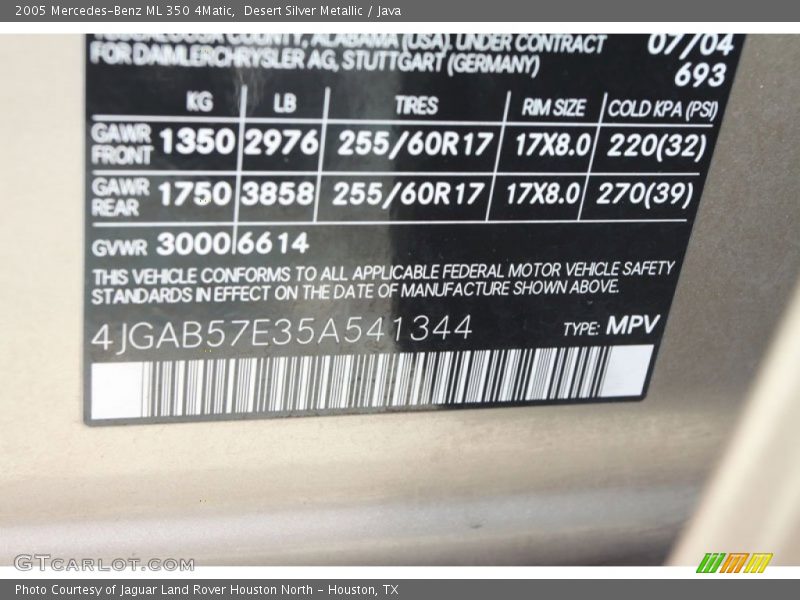 2005 Mercedes-Benz ML 350 4Matic, Desert Silver Metallic / Java
COUNTY, ALABAMA (USA). UNDER CONTRACT 07/04
FOR DAIMLERCHRYSLER AG, STUTTGART (GERMANY) 693
KG LB TIRES RIM SIZE COLD KPA (PSI)
GAWR FRONT 1350 2976 255/60R17 17X8.0 220(32)
GAWR REAR 1750 3858 255/60R17 17X8.0 270(39)
GVWR 3000 6614
THIS VEHICLE CONFORMS TO ALL APPLICABLE FEDERAL MOTOR VEHICLE SAFETY
STANDARDS IN EFFECT ON THE DATE OF MANUFACTURE SHOWN ABOVE.
4JGAB57E35A541344 TYPE: MPV
GTCARLOT.COM
Photo Courtesy of Jaguar Land Rover Houston North - Houston, TX